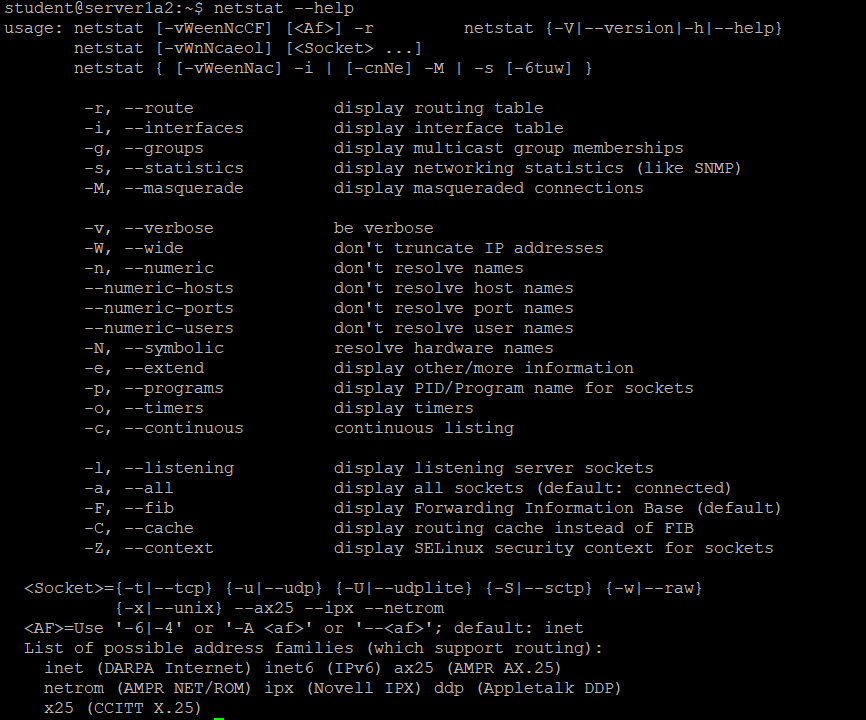 student@server1a2:~$ netstat --help
usage: netstat [-vWeenNcCF] [<Af>] -r         netstat {-V|--version|-h|--help}
       netstat [-vWnNcaeol] [<Socket> ...]
       netstat { [-vWeenNac] -i | [-cnNe] -M | -s [-6tuw] }

        -r, --route              display routing table
        -i, --interfaces         display interface table
        -g, --groups             display multicast group memberships
        -s, --statistics         display networking statistics (like SNMP)
        -M, --masquerade         display masqueraded connections

        -v, --verbose            be verbose
        -W, --wide               don't truncate IP addresses
        -n, --numeric            don't resolve names
        --numeric-hosts          don't resolve host names
        --numeric-ports          don't resolve port names
        --numeric-users          don't resolve user names
        -N, --symbolic           resolve hardware names
        -e, --extend             display other/more information
        -p, --programs           display PID/Program name for sockets
        -o, --timers             display timers
        -c, --continuous         continuous listing

        -l, --listening          display listening server sockets
        -a, --all                display all sockets (default: connected)
        -F, --fib                display Forwarding Information Base (default)
        -C, --cache              display routing cache instead of FIB
        -Z, --context            display SELinux security context for sockets

  <Socket>={-t|--tcp} {-u|--udp} {-U|--udplite} {-S|--sctp} {-w|--raw}
           {-x|--unix} --ax25 --ipx --netrom
  <AF>=Use '-6|-4' or '-A <af>' or '--<af>'; default: inet
  List of possible address families (which support routing):
    inet (DARPA Internet) inet6 (IPv6) ax25 (AMPR AX.25)
    netrom (AMPR NET/ROM) ipx (Novell IPX) ddp (Appletalk DDP)
    x25 (CCITT X.25)